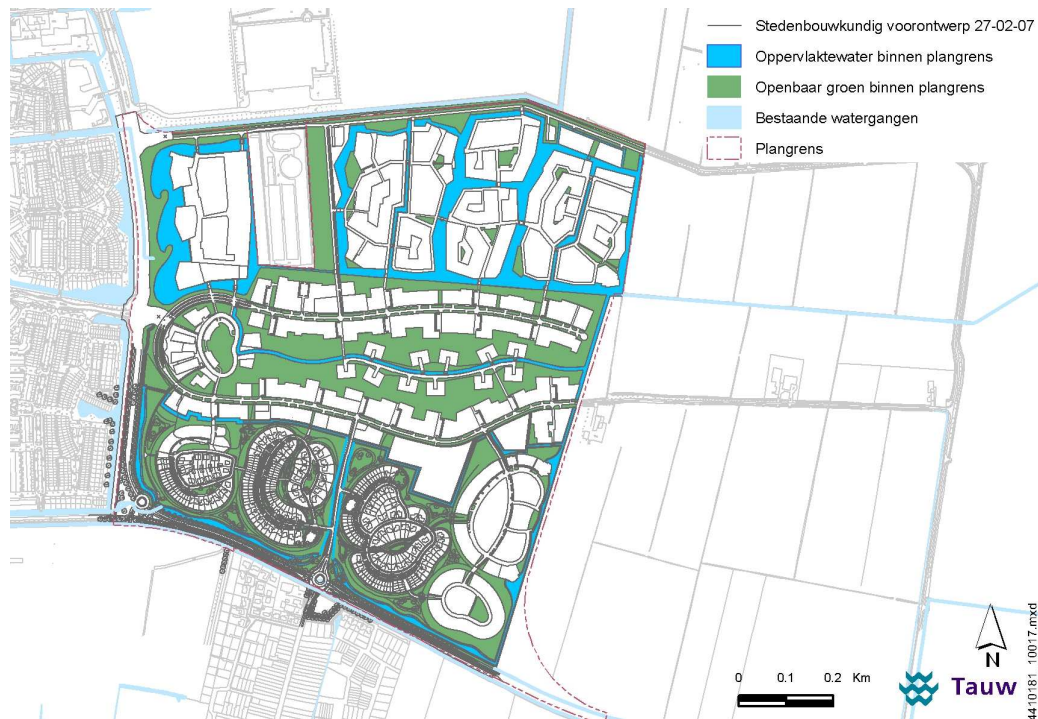 Stedenbouwkundig voorontwerp 27-02-07
Oppervlaktewater binnen plangrens
Openbaar groen binnen plangrens
Bestaande watergangen
Plangrens
N
0 0.1 0.2 Km
Tauw
4410181 10017.mxd